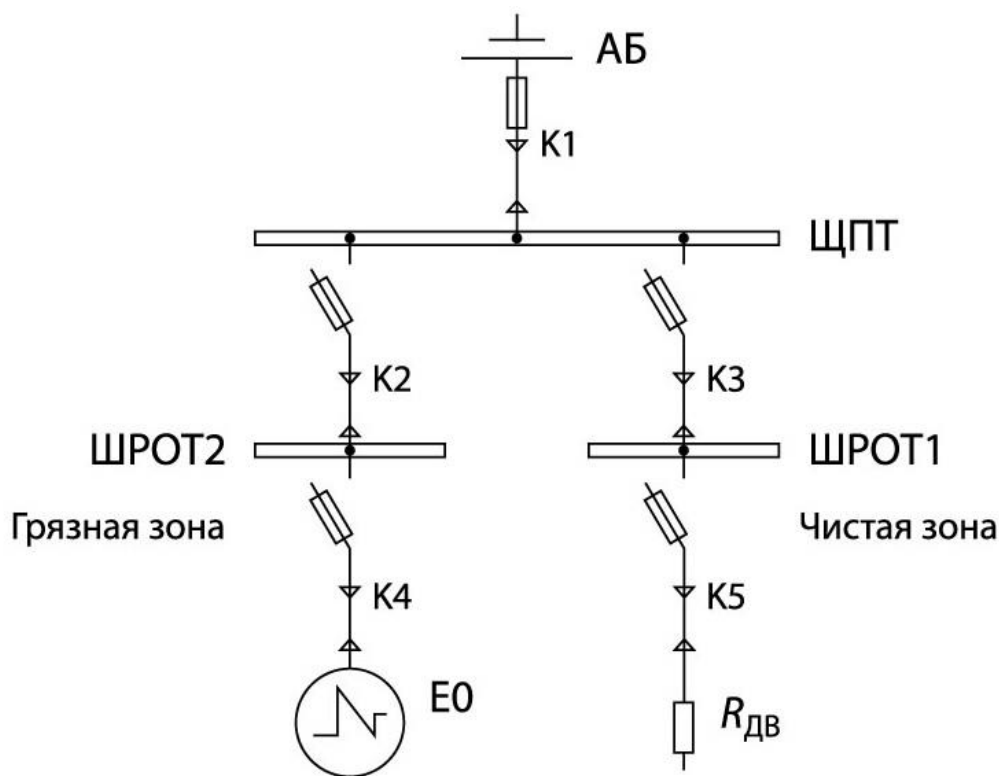 АБ
К1
ЩПТ
К2
К3
ШРОТ2
ШРОТ1
Грязная зона
Чистая зона
К4
К5
Е0
RДВ